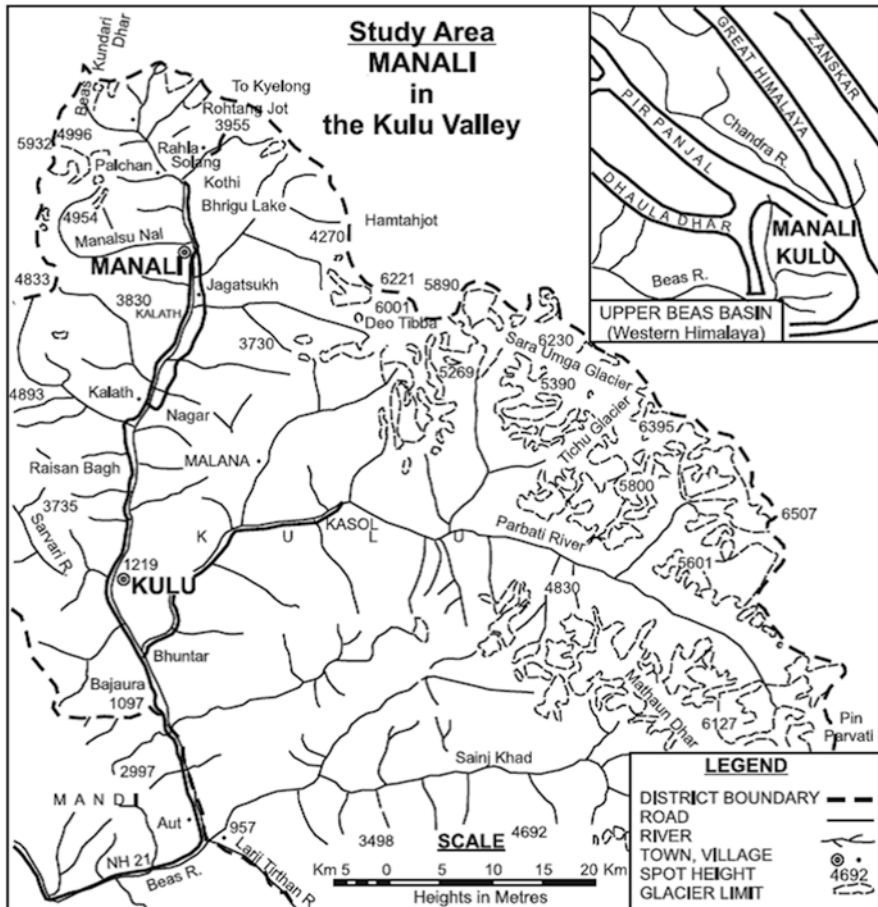 Study Area
MANALI
in
the Kulu Valley
Beas Kundari
Dhar
To Kyelong
Rohtang Jot
3955
4996
5932
Rahla
Solang
Palchan
Kothi
Bhrigu Lake
4954
Manalsu Nal
Hamtahjot
4270
MANALI
4833
Jagatsukh
6221
5890
3830
KALATH
6001
Deo Tibba
3730
6230
Sara Umga Glacier
5269
5390
4893
Kalath
Nagar
Tichu Glacier
6395
Raisan Bagh
MALANA
5800
3735
6507
Sarvari R.
K U L U
KASOL
Parbati River
1219
KULU
5601
4830
Bhuntar
Bajaura
1097
Mathaun Dhar
6127
Pin
Parvati
2997
Sainj Khad
MANDI
Aut
957
3498
4692
NH 21
Beas R.
Larji Tirthan R.
SCALE
Km 5 0 5 10 15 20 Km
Heights in Metres
GREAT HIMALAYA
ZANSKAR
PIR PANJAL
Chandra R.
DHAULA DHAR
MANALI
KULU
Beas R.
UPPER BEAS BASIN
(Western Himalaya)
LEGEND
DISTRICT BOUNDARY
ROAD
RIVER
TOWN, VILLAGE
SPOT HEIGHT
4692
GLACIER LIMIT